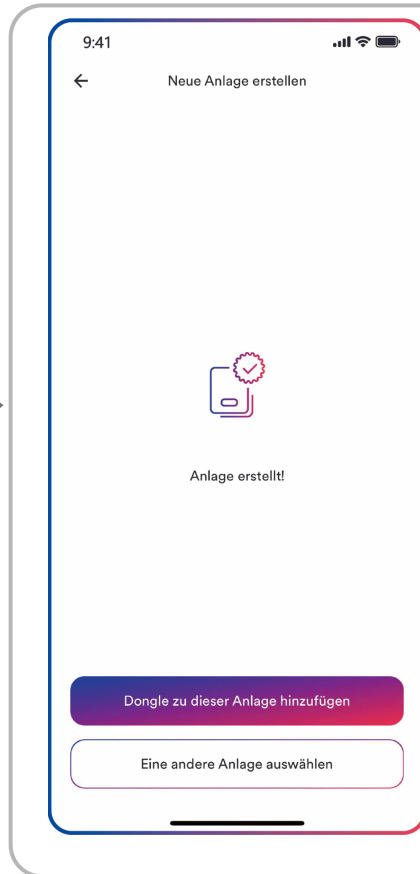 9:41
Neue Anlage erstellen
Anlage erstellt!
Dongle zu dieser Anlage hinzufügen
Eine andere Anlage auswählen